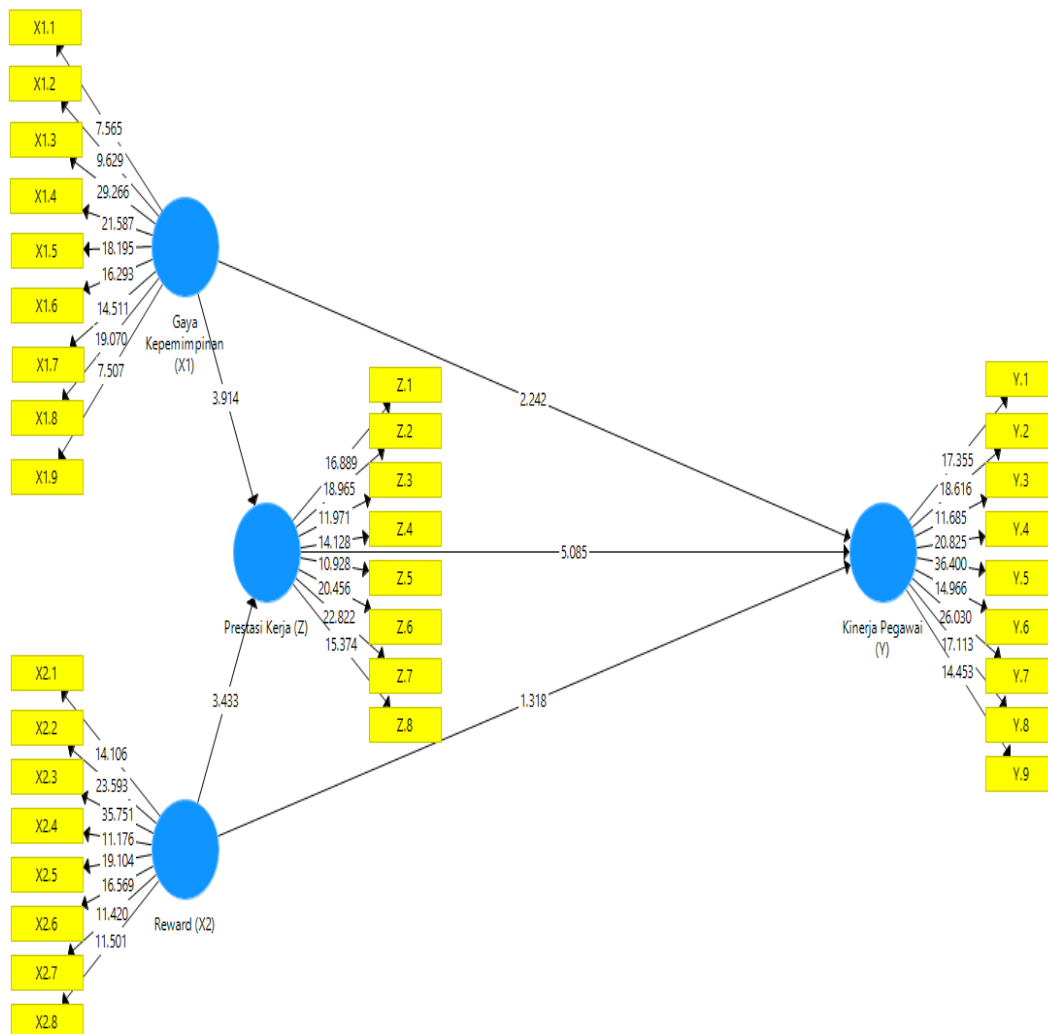 X1.1
X1.2
X1.3
X1.4
X1.5
X1.6
X1.7
X1.8
X1.9
7.565
9.629
29.266
21.587
18.195
16.293
14.511
19.070
7.507
Gaya
Kepemimpinan
(X1)
3.914
2.242
Z.1
Z.2
Z.3
Z.4
Z.5
Z.6
Z.7
Z.8
16.889
18.965
11.971
14.128
10.928
20.456
22.822
15.374
Prestasi Kerja (Z)
5.085
Y.1
Y.2
Y.3
Y.4
Y.5
Y.6
Y.7
Y.8
Y.9
17.355
18.616
11.685
20.825
36.400
14.966
26.030
17.113
14.453
Kinerja Pegawai
(Y)
3.433
1.318
X2.1
X2.2
X2.3
X2.4
X2.5
X2.6
X2.7
X2.8
14.106
23.593
35.751
11.176
19.104
16.569
11.420
11.501
Reward (X2)